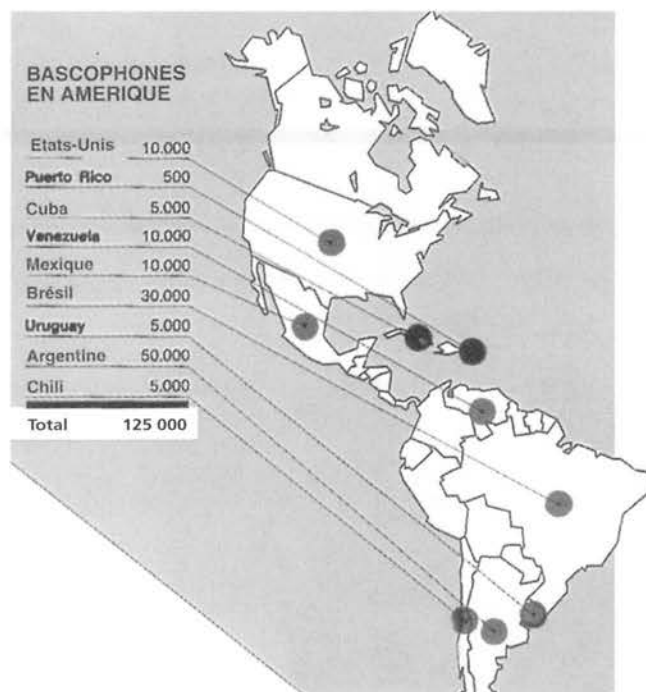 BASCOPHONES
EN AMERIQUE
Etats-Unis 10.000
Puerto Rico 500
Cuba 5.000
Venezuela 10.000
Mexique 10.000
Brésil 30.000
Uruguay 5.000
Argentine 50.000
Chili 5.000
Total 125 000